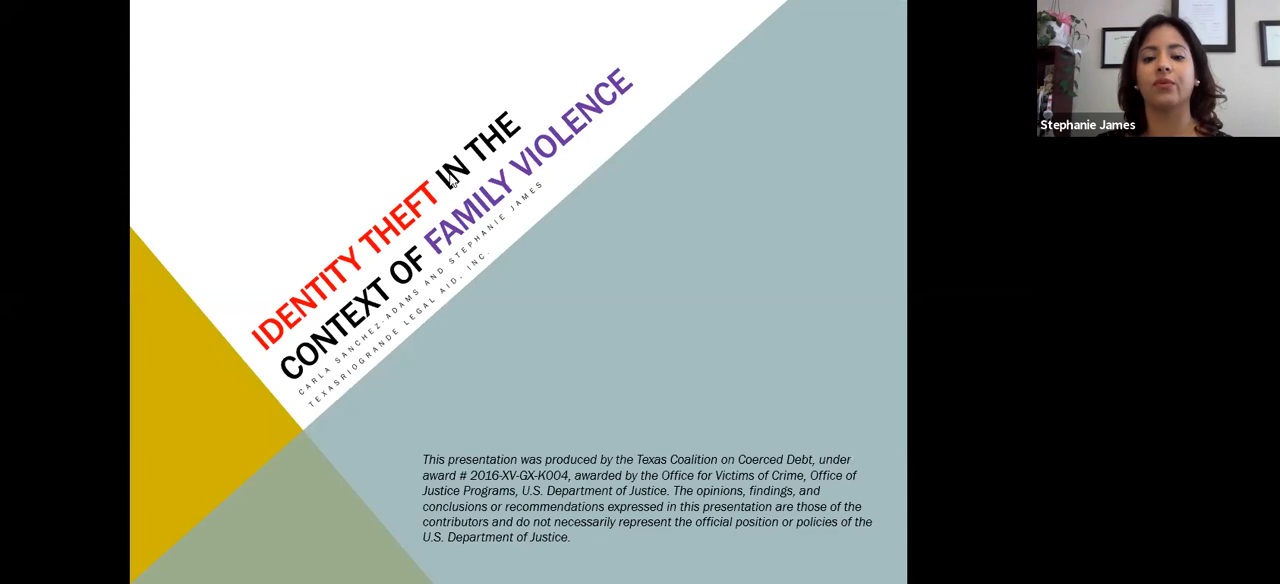 IDENTITY THEFT IN THE
CONTEXT OF FAMILY VIOLENCE
CARLA SANCHEZ-ADAMS AND STEPHANIE JAMES
TEXASRIOGRANDE LEGAL AID, INC.
This presentation was produced by the Texas Coalition on Coerced Debt, under
award # 2016-XV-GX-K004, awarded by the Office for Victims of Crime, Office of
Justice Programs, U.S. Department of Justice. The opinions, findings, and
conclusions or recommendations expressed in this presentation are those of the
contributors and do not necessarily represent the official position or policies of the
U.S. Department of Justice.
Stephanie James